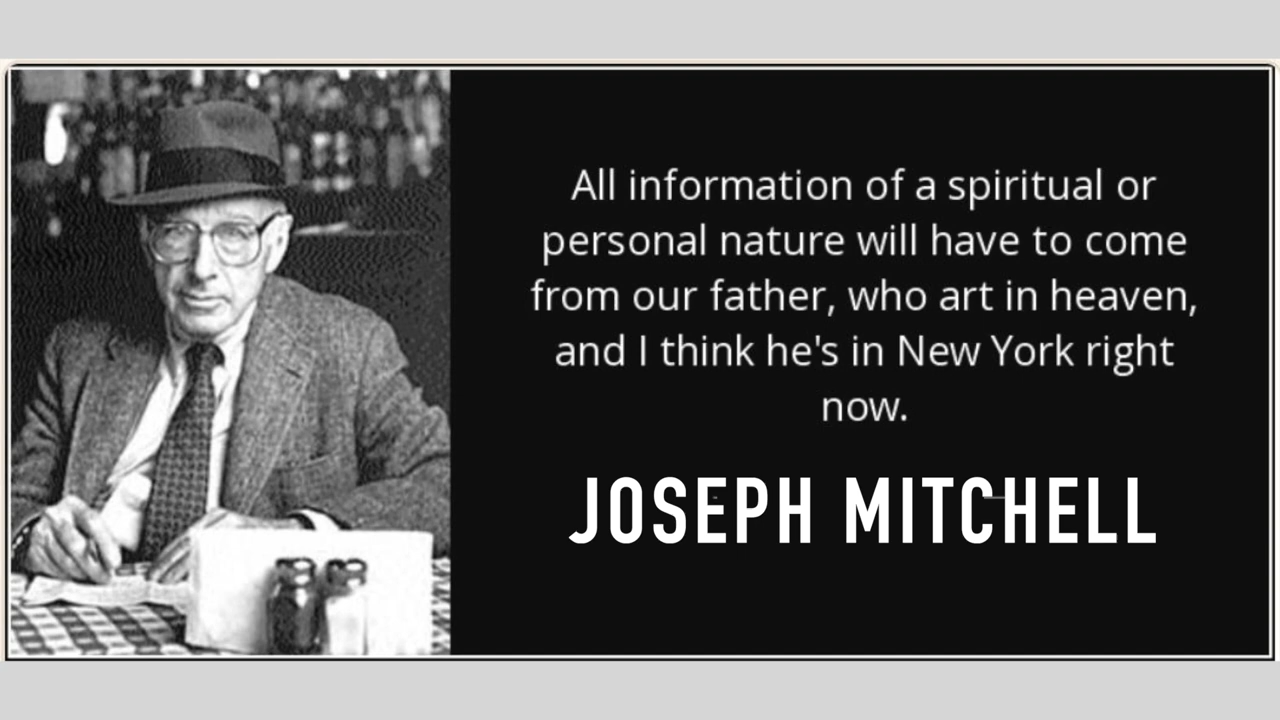 All information of a spiritual or
personal nature will have to come
from our father, who art in heaven,
and I think he's in New York right
now.
JOSEPH MITCHELL